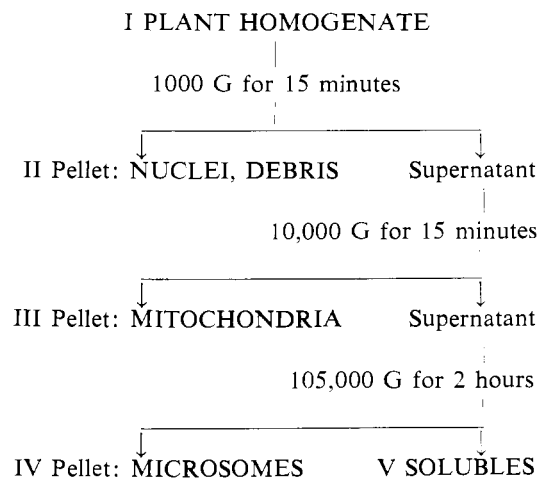 I PLANT HOMOGENATE
1000 G for 15 minutes
II Pellet: NUCLEI, DEBRIS Supernatant
10,000 G for 15 minutes
III Pellet: MITOCHONDRIA Supernatant
105,000 G for 2 hours
IV Pellet: MICROSOMES V SOLUBLES